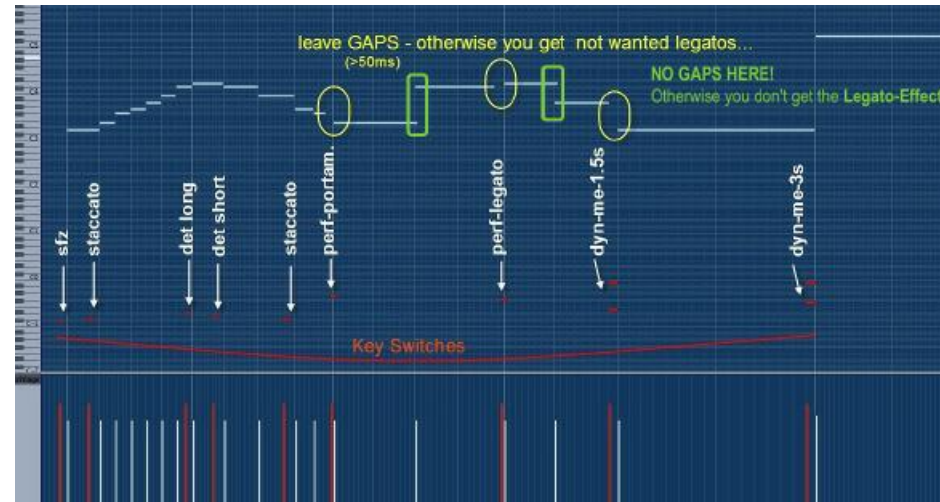 leave GAPS - otherwise you get not wanted legatos...
(>50ms)
NO GAPS HERE!
Otherwise you don't get the Legato-Effect
sfz
staccato
det long
det short
staccato
perf-portam.
perf-legato
dyn-me-1.5s
dyn-me-3s
Key Switches